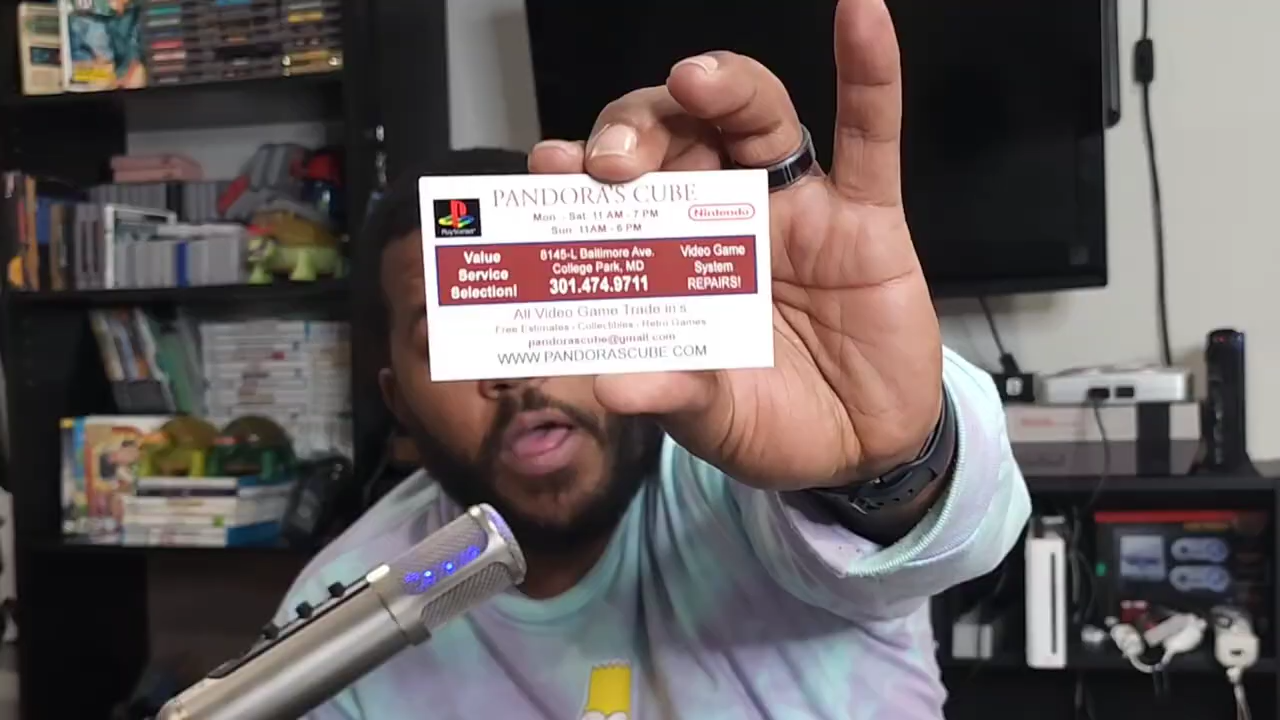 PANDORA'S CUBE
PlayStation
Mon - Sat: 11 AM - 7 PM
Sun: 11AM - 6 PM
Nintendo
Value
Service
Selection!
8145-L Baltimore Ave.
College Park, MD
301.474.9711
Video Game
System
REPAIRS!
All Video Game Trade in s
Free Estimates - Collectibles - Retro Games
pandorascube@gmail.com
WWW.PANDORASCUBE.COM